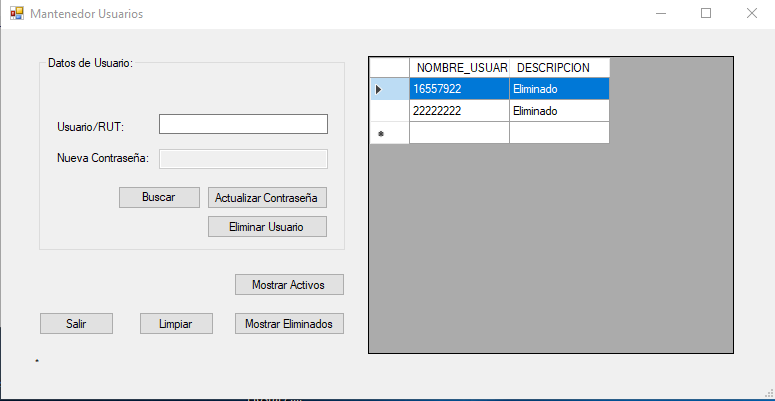 Mantenedor Usuarios
Datos de Usuario:
Usuario/RUT:
Nueva Contraseña:
Buscar
Actualizar Contraseña
Eliminar Usuario
Mostrar Activos
Salir
Limpiar
Mostrar Eliminados
*
NOMBRE_USUAR DESCRIPCION
16557922 Eliminado
22222222 Eliminado
*